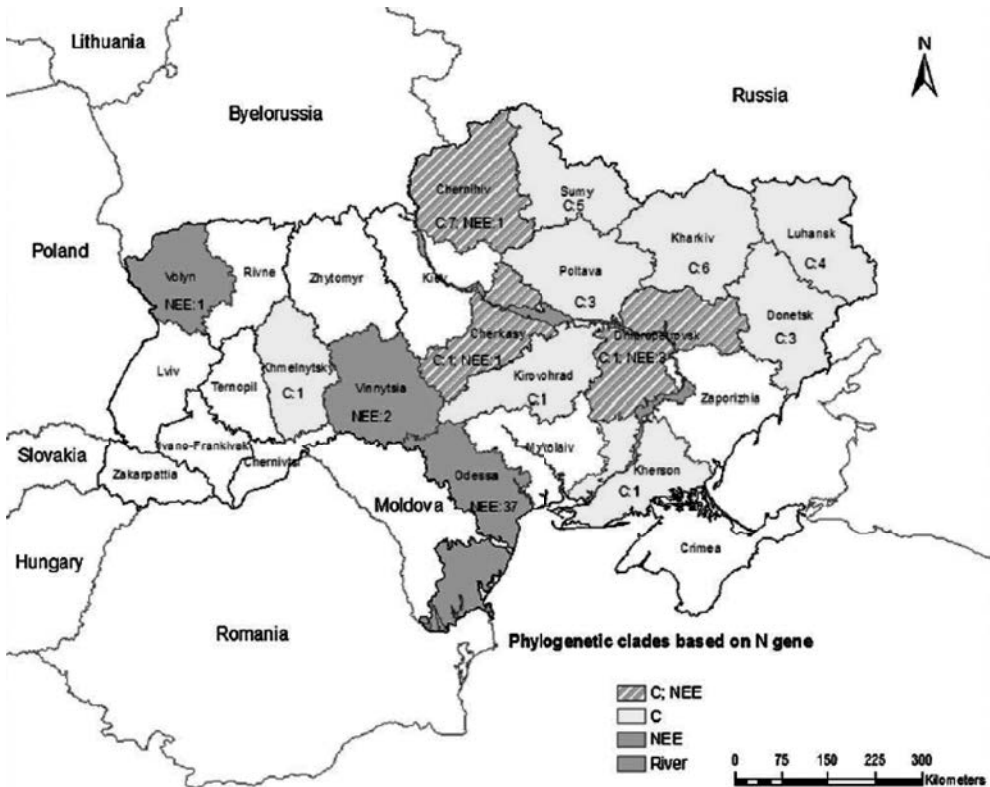 Lithuania
N
Russia
Byelorussia
Chernihiv
C:7; NEE:1
Sumy
C:5
Kharkiv
C:6
Luhansk
C:4
Poland
Volyn
NEE:1
Rivne
Zhytomyr
Kiev
Poltava
C:3
Donetsk
C:3
Cherkasy
C:1; NEE:1
Dniropetrovsk
C:1; NEE:3
Lviv
Ternopil
Khmelnytsky
C:1
Vinnytsia
NEE:2
Kirovohrad
C:1
Zaporizhia
Slovakia
Ivano-Frankivsk
Chernivtsi
Zakarpattia
Mykolaiv
Kherson
C:1
Odessa
NEE:37
Moldova
Hungary
Crimea
Romania
Phylogenetic clades based on N gene
C; NEE
C
NEE
River
0 75 150 225 300
Kilometers